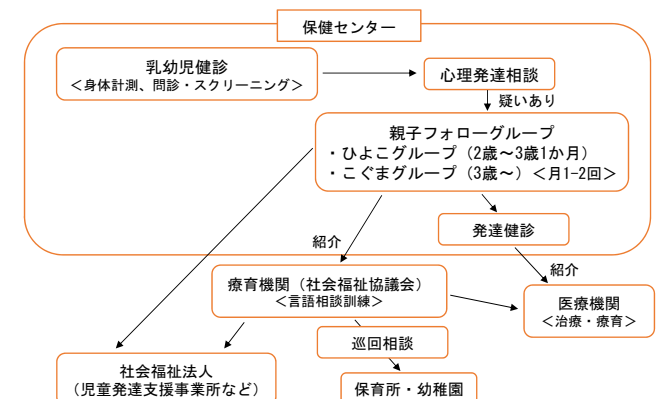 保健センター
乳幼児健診
＜身体計測、問診・スクリーニング＞
心理発達相談
疑いあり
親子フォローグループ
・ひよこグループ（2歳～3歳1か月）
・こぐまグループ（3歳～）＜月1-2回＞
発達健診
紹介
紹介
療育機関（社会福祉協議会）
＜言語相談訓練＞
医療機関
＜治療・療育＞
巡回相談
社会福祉法人
（児童発達支援事業所など）
保育所・幼稚園